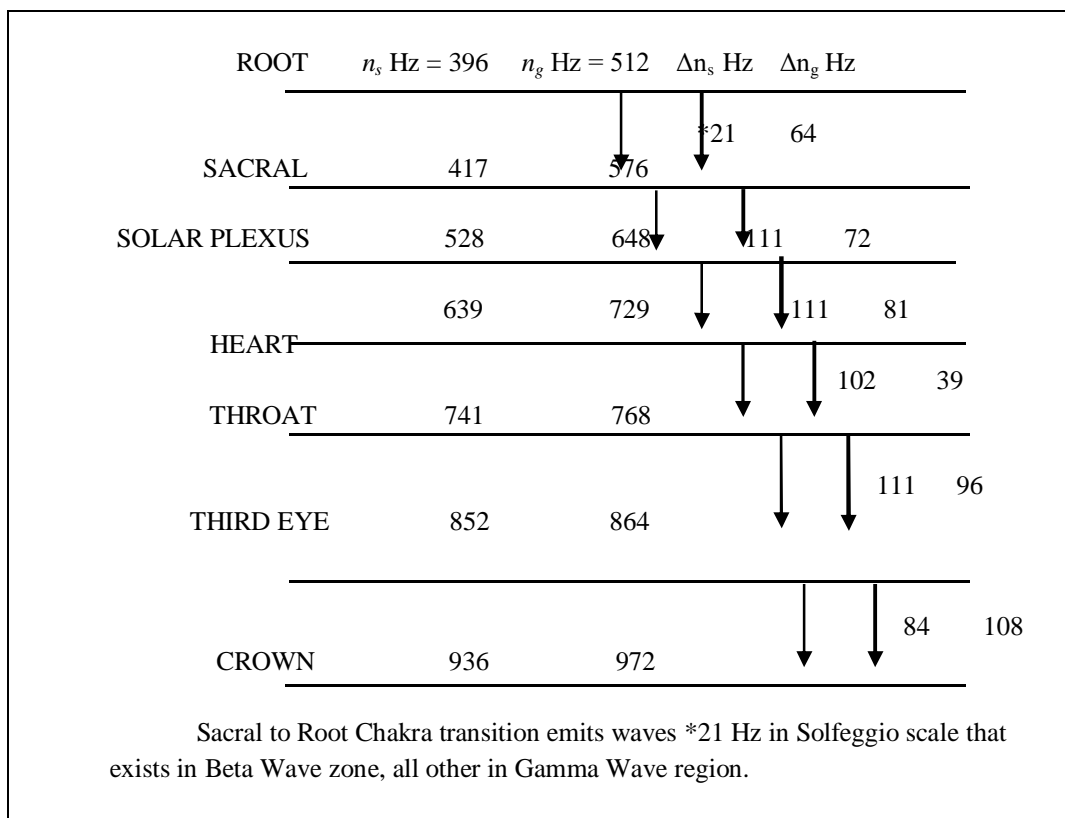 ROOT n_s Hz = 396 n_g Hz = 512 Δn_s Hz Δn_g Hz
*21 64
SACRAL 417 576
SOLAR PLEXUS 528 648 111 72
639 729 111 81
HEART
102 39
THROAT 741 768
111 96
THIRD EYE 852 864
84 108
CROWN 936 972
Sacral to Root Chakra transition emits waves *21 Hz in Solfeggio scale that
exists in Beta Wave zone, all other in Gamma Wave region.